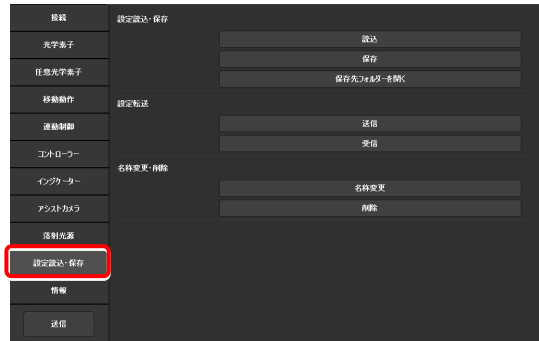 接続
光学素子
任意光学素子
移動動作
連動制御
コントローラー
インジケーター
アシストカメラ
落射光源
設定読込・保存
情報
送信
設定読込・保存
読込
保存
保存先フォルダーを開く
設定転送
送信
受信
名称変更・削除
名称変更
削除